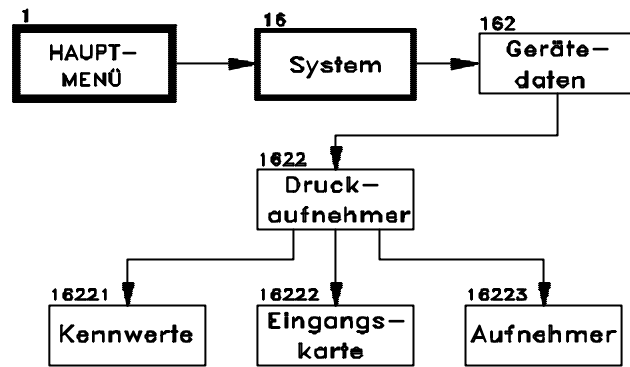 1
HAUPT-
MENÜ
16
System
162
Geräte-
daten
1622
Druck-
aufnehmer
16221
Kennwerte
16222
Eingangs-
karte
16223
Aufnehmer